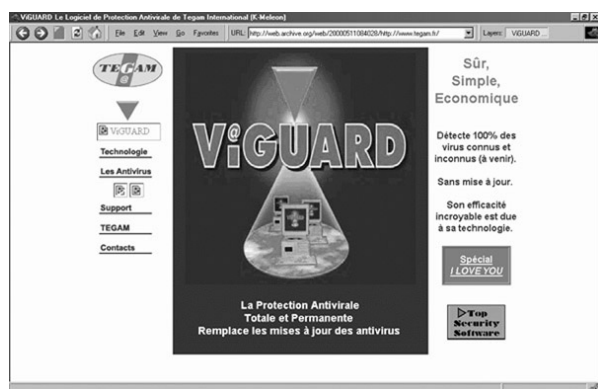 ViGUARD Le Logiciel de Protection Antivirale de Tegam International (K-Meleon)
File Edit View Go Favorites URL: http://web.archive.org/web/20000511084028/http://www.tegam.fr/ Layers: ViGUARD ...
TEGAM
@
ViGUARD
Technologie
Les Antivirus
Support
TEGAM
Contacts
ViGUARD
@
La Protection Antivirale
Totale et Permanente
Remplace les mises à jour des antivirus
Sûr,
Simple,
Economique
Détecte 100% des
virus connus et
inconnus (à venir).
Sans mise à jour.
Son efficacité
incroyable est due
à sa technologie.
Spécial
I LOVE YOU
Top
Security
Software